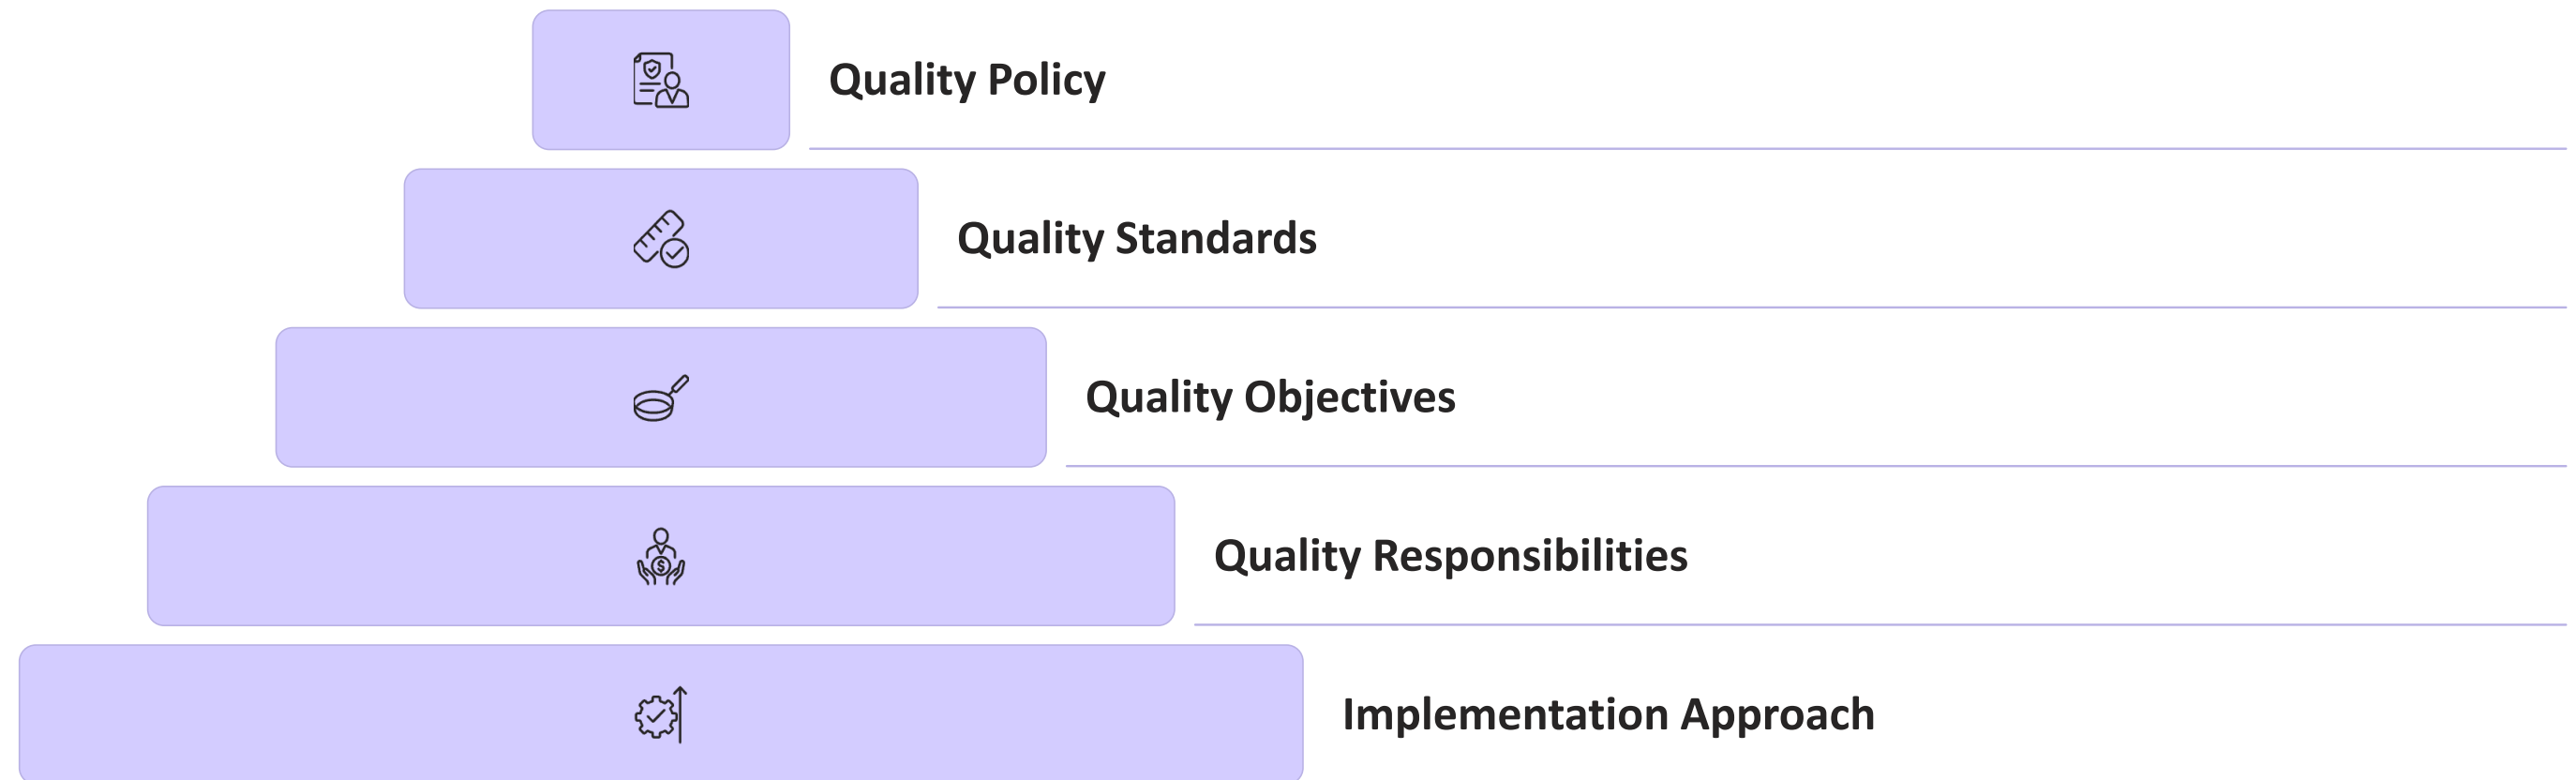 Quality Policy
Quality Standards
Quality Objectives
Quality Responsibilities
Implementation Approach